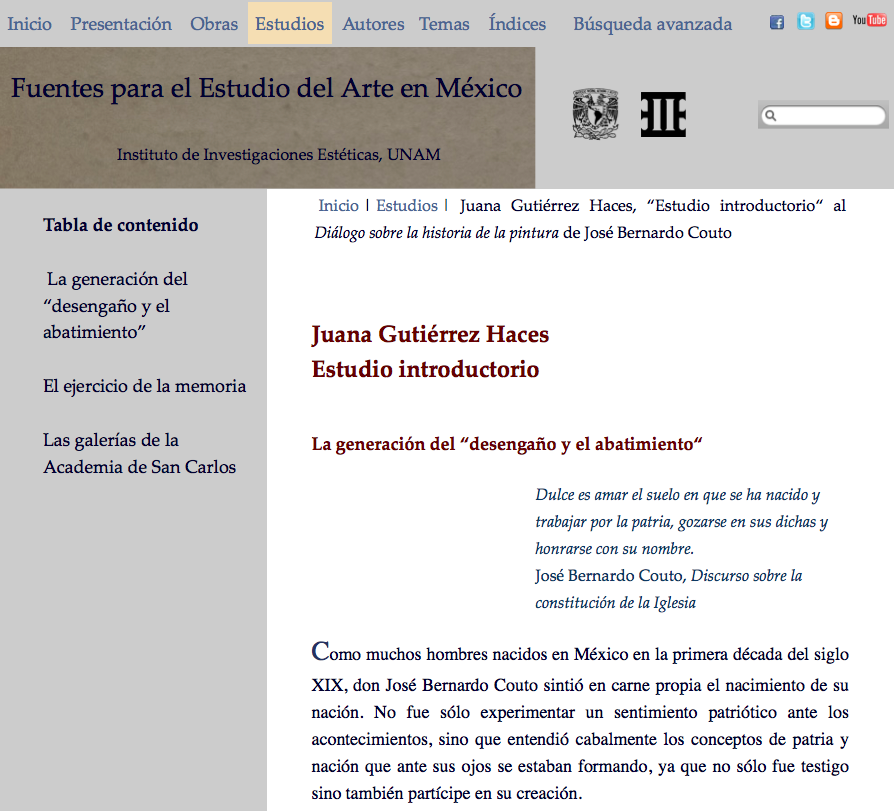 Inicio Presentación Obras Estudios Autores Temas Índices Búsqueda avanzada
You Tube
Fuentes para el Estudio del Arte en México
Instituto de Investigaciones Estéticas, UNAM
Tabla de contenido
La generación del
“desengaño y el
abatimiento”
El ejercicio de la memoria
Las galerías de la
Academia de San Carlos
Inicio | Estudios | Juana Gutiérrez Haces, “Estudio introductorio“ al
Diálogo sobre la historia de la pintura de José Bernardo Couto
Juana Gutiérrez Haces
Estudio introductorio
La generación del “desengaño y el abatimiento“
Dulce es amar el suelo en que se ha nacido y
trabajar por la patria, gozarse en sus dichas y
honrarse con su nombre.
José Bernardo Couto, Discurso sobre la
constitución de la Iglesia
Como muchos hombres nacidos en México en la primera década del siglo
XIX, don José Bernardo Couto sintió en carne propia el nacimiento de su
nación. No fue sólo experimentar un sentimiento patriótico ante los
acontecimientos, sino que entendió cabalmente los conceptos de patria y
nación que ante sus ojos se estaban formando, ya que no sólo fue testigo
sino también partícipe en su creación.